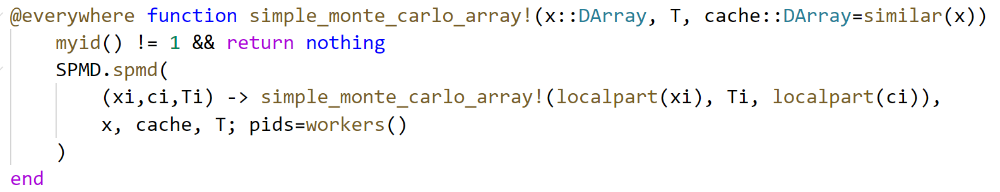 @everywhere function simple_monte_carlo_array!(x::DArray, T, cache::DArray=similar(x))
    myid() != 1 && return nothing
    SPMD.spmd(
        (xi,ci,Ti) -> simple_monte_carlo_array!(localpart(xi), Ti, localpart(ci)),
        x, cache, T; pids=workers()
    )
end